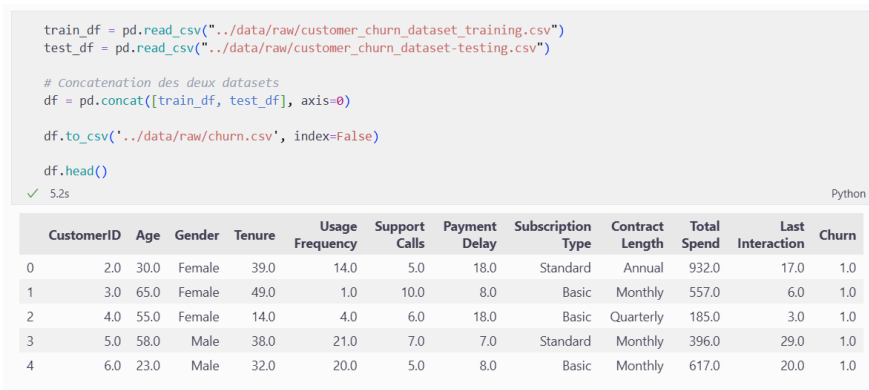 train_df = pd.read_csv("../data/raw/customer_churn_dataset_training.csv")
test_df = pd.read_csv("../data/raw/customer_churn_dataset-testing.csv")
# Concatenation des deux datasets
df = pd.concat([train_df, test_df], axis=0)
df.to_csv('../data/raw/churn.csv', index=False)
df.head()
✓ 5.2s Python
CustomerID Age Gender Tenure Usage Frequency Support Calls Payment Delay Subscription Type Contract Length Total Spend Last Interaction Churn
0 2.0 30.0 Female 39.0 14.0 5.0 18.0 Standard Annual 932.0 17.0 1.0
1 3.0 65.0 Female 49.0 1.0 10.0 8.0 Basic Monthly 557.0 6.0 1.0
2 4.0 55.0 Female 14.0 4.0 6.0 18.0 Basic Quarterly 185.0 3.0 1.0
3 5.0 58.0 Male 38.0 21.0 7.0 7.0 Standard Monthly 396.0 29.0 1.0
4 6.0 23.0 Male 32.0 20.0 5.0 8.0 Basic Monthly 617.0 20.0 1.0